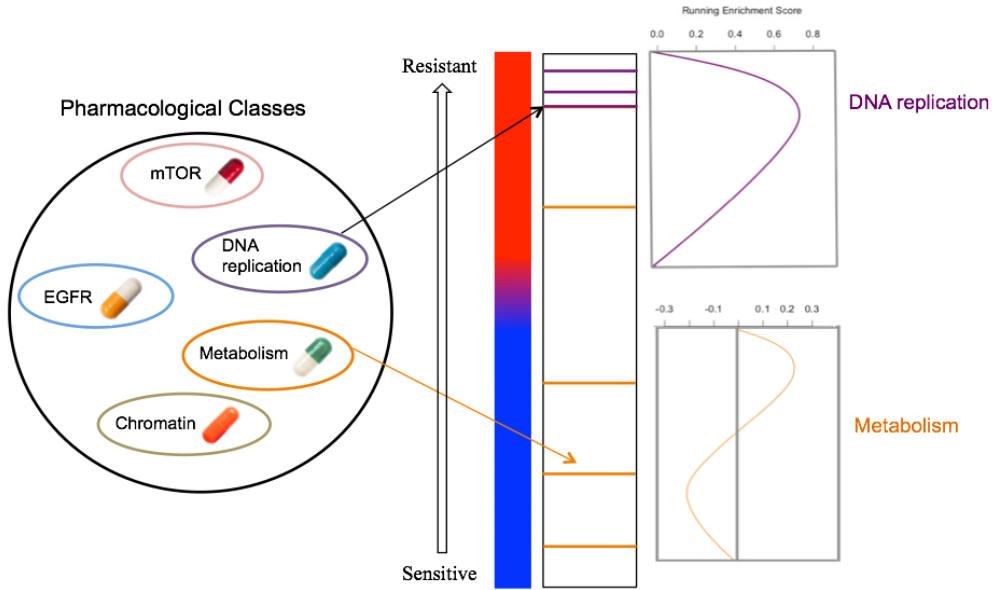 Running Enrichment Score
0.0 0.2 0.4 0.6 0.8
Resistant
Pharmacological Classes
DNA replication
mTOR
DNA
replication
EGFR
Metabolism
Chromatin
-0.3 -0.1 0.1 0.2 0.3
Metabolism
Sensitive